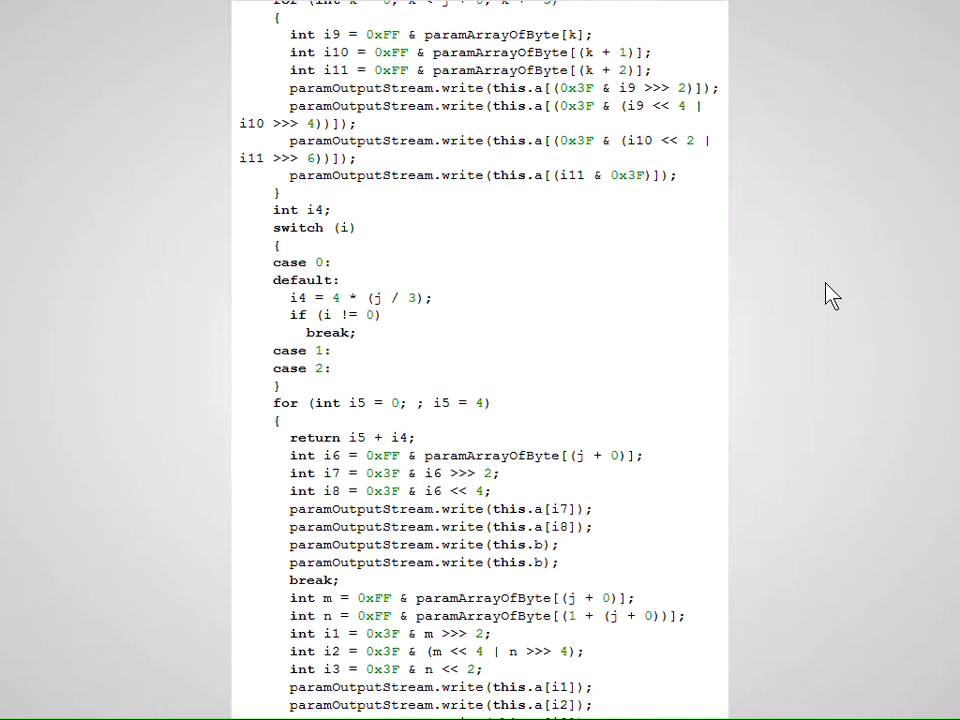 {
int i9 = 0xFF & paramArrayOfByte[k];
int i10 = 0xFF & paramArrayOfByte[(k + 1)];
int i11 = 0xFF & paramArrayOfByte[(k + 2)];
paramOutputStream.write(this.a[(0x3F & i9 >>> 2)]);
paramOutputStream.write(this.a[(0x3F & (i9 << 4 |
i10 >>> 4))]);
paramOutputStream.write(this.a[(0x3F & (i10 << 2 |
i11 >>> 6))]);
paramOutputStream.write(this.a[(i11 & 0x3F)]);
}
int i4;
switch (i)
{
case 0:
default:
i4 = 4 * (j / 3);
if (i != 0)
break;
case 1:
case 2:
}
for (int i5 = 0; ; i5 = 4)
{
return i5 + i4;
int i6 = 0xFF & paramArrayOfByte[(j + 0)];
int i7 = 0x3F & i6 >>> 2;
int i8 = 0x3F & i6 << 4;
paramOutputStream.write(this.a[i7]);
paramOutputStream.write(this.a[i8]);
paramOutputStream.write(this.b);
paramOutputStream.write(this.b);
break;
int m = 0xFF & paramArrayOfByte[(j + 0)];
int n = 0xFF & paramArrayOfByte[(1 + (j + 0))];
int i1 = 0x3F & m >>> 2;
int i2 = 0x3F & (m << 4 | n >>> 4);
int i3 = 0x3F & n << 2;
paramOutputStream.write(this.a[i1]);
paramOutputStream.write(this.a[i2]);